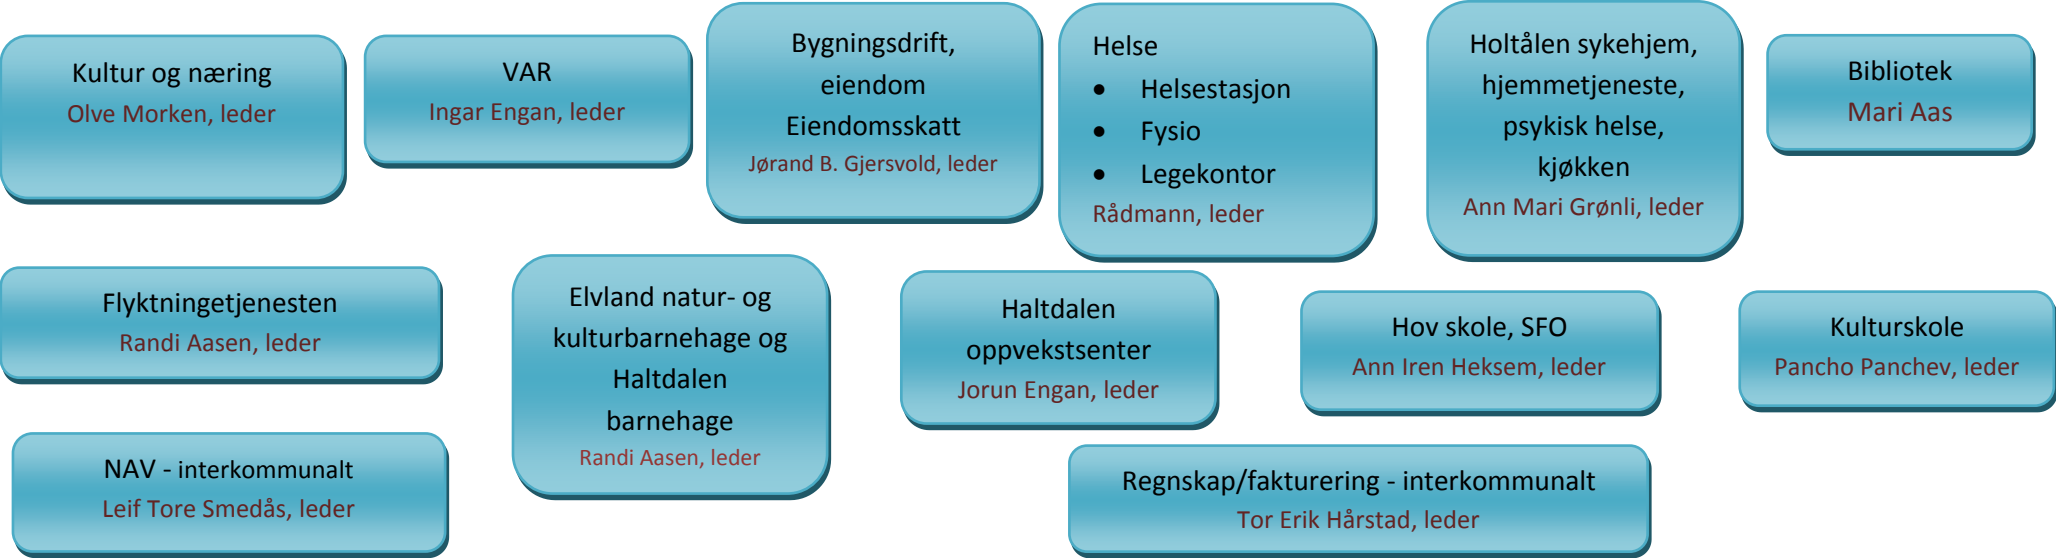 Kultur og næring
Olve Morken, leder
VAR
Ingar Engan, leder
Bygningsdrift,
eiendom
Eiendomsskatt
Jørand B. Gjersvold, leder
Helse
• Helsestasjon
• Fysio
• Legekontor
Rådmann, leder
Holtålen sykehjem,
hjemmetjeneste,
psykisk helse,
kjøkken
Ann Mari Grønli, leder
Bibliotek
Mari Aas
Flyktningetjenesten
Randi Aasen, leder
Elvland natur- og
kulturbarnehage og
Haltdalen
barnehage
Randi Aasen, leder
Haltdalen
oppvekstsenter
Jorun Engan, leder
Hov skole, SFO
Ann Iren Heksem, leder
Kulturskole
Pancho Panchev, leder
NAV - interkommunalt
Leif Tore Smedås, leder
Regnskap/fakturering - interkommunalt
Tor Erik Hårstad, leder